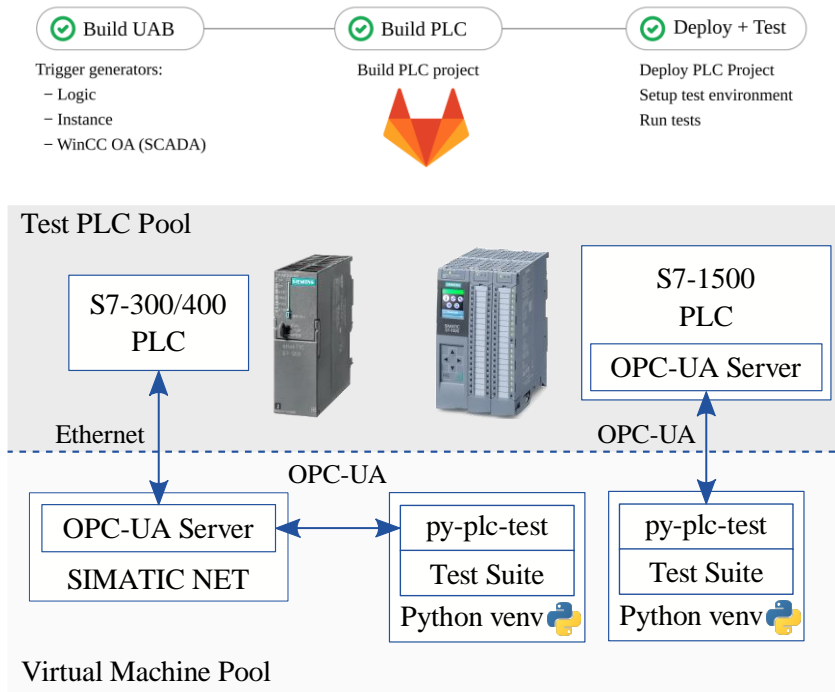 Build UAB
Build PLC
Deploy + Test
Trigger generators:
− Logic
− Instance
− WinCC OA (SCADA)
Build PLC project
Deploy PLC Project
Setup test environment
Run tests
Test PLC Pool
S7-300/400
PLC
SIEMENS
S7-1500
PLC
OPC-UA Server
Ethernet
OPC-UA
OPC-UA
OPC-UA Server
SIMATIC NET
py-plc-test
Test Suite
Python venv
py-plc-test
Test Suite
Python venv
Virtual Machine Pool